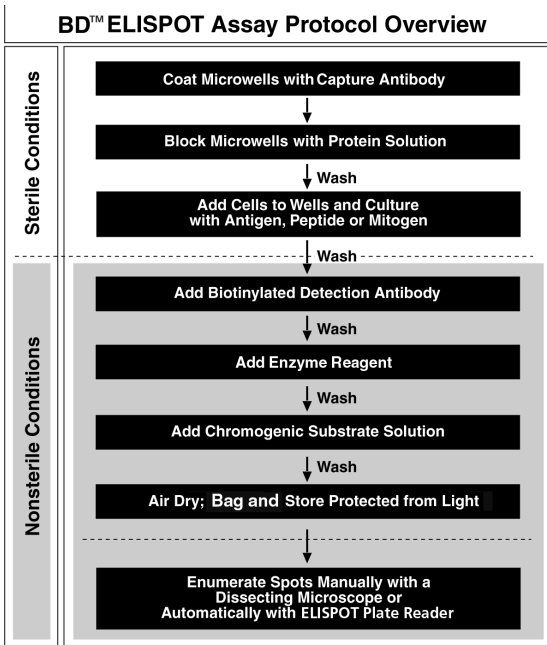 BD™ ELISPOT Assay Protocol Overview
Sterile Conditions
Coat Microwells with Capture Antibody
Block Microwells with Protein Solution
Wash
Add Cells to Wells and Culture
with Antigen, Peptide or Mitogen
Wash
Nonsterile Conditions
Add Biotinylated Detection Antibody
Wash
Add Enzyme Reagent
Wash
Add Chromogenic Substrate Solution
Wash
Air Dry; Bag and Store Protected from Light
Enumerate Spots Manually with a
Dissecting Microscope or
Automatically with ELISPOT Plate Reader